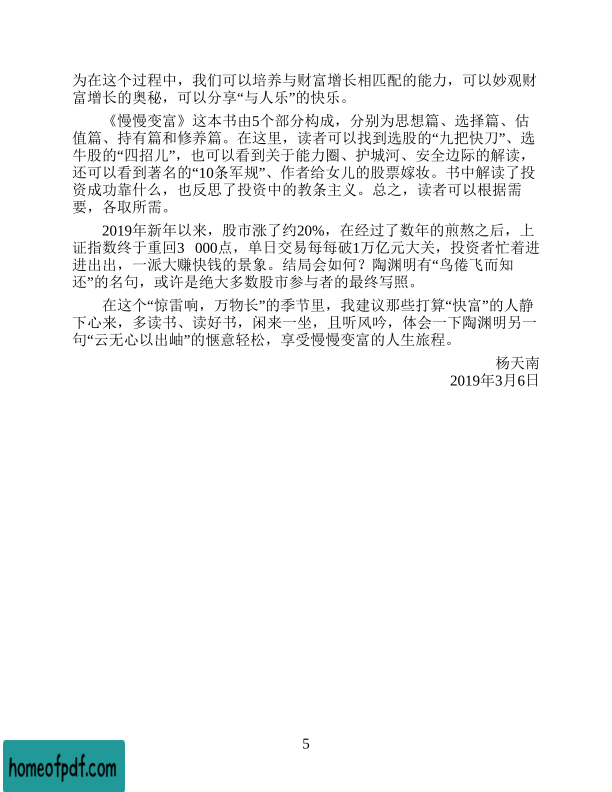 为在这个过程中，我们可以培养与财富增长相匹配的能力，可以妙观财
富增长的奥秘，可以分享“与人乐”的快乐。
《慢慢变富》这本书由5个部分构成，分别为思想篇、选择篇、估
值篇、持有篇和修养篇。在这里，读者可以找到选股的“九把快刀”、选
牛股的“四招儿”，也可以看到关于能力圈、护城河、安全边际的解读，
还可以看到著名的“10条军规”、作者给女儿的股票嫁妆。书中解读了投
资成功靠什么，也反思了投资中的教条主义。总之，读者可以根据需
要，各取所需。
2019年新年以来，股市涨了约20%，在经过了数年的煎熬之后，上
证指数终于重回3 000点，单日交易每每破1万亿元大关，投资者忙着进
进出出，一派大赚快钱的景象。结局会如何？陶渊明有“鸟倦飞而知
还”的名句，或许是绝大多数股市参与者的最终写照。
在这个“惊雷响，万物长”的季节里，我建议那些打算“快富”的人静
下心来，多读书、读好书，闲来一坐，且听风吟，体会一下陶渊明另一
句“云无心以出岫”的惬意轻松，享受慢慢变富的人生旅程。
杨天南
2019年3月6日
5
homeofpdf.com